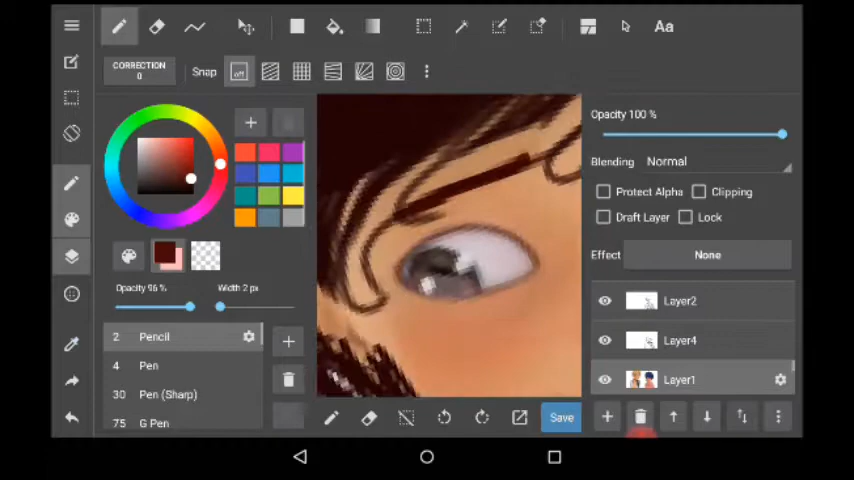 Aa
CORRECTION
0
Snap
off
Opacity 100 %
Blending
Normal
Protect Alpha
Clipping
Draft Layer
Lock
Effect
None
Opacity 96 %
Width 2 px
2 Pencil
4 Pen
30 Pen (Sharp)
75 G Pen
Layer2
Layer4
Layer1
Save